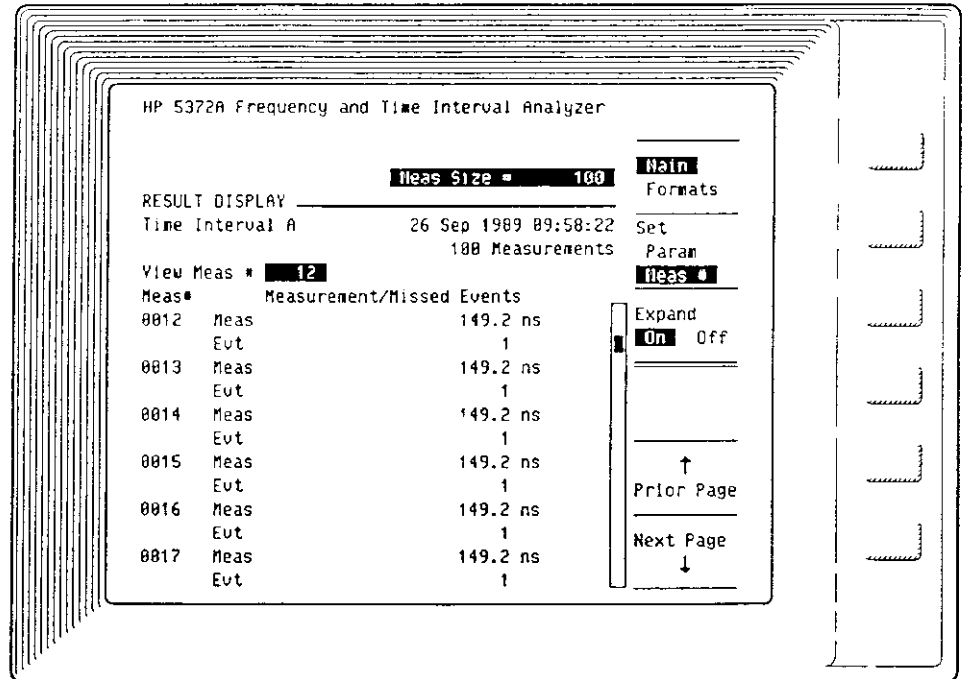 HP 5372A Frequency and Time Interval Analyzer
Meas Size = 100
RESULT DISPLAY
Time Interval A 26 Sep 1989 09:58:22
100 Measurements
View Meas # 12
Meas# Measurement/Missed Events
0012 Meas 149.2 ns
Evt 1
0013 Meas 149.2 ns
Evt 1
0014 Meas 149.2 ns
Evt 1
0015 Meas 149.2 ns
Evt 1
0016 Meas 149.2 ns
Evt 1
0017 Meas 149.2 ns
Evt 1
Main
Formats
Set
Param
Meas #
Expand
On Off
↑
Prior Page
Next Page
↓